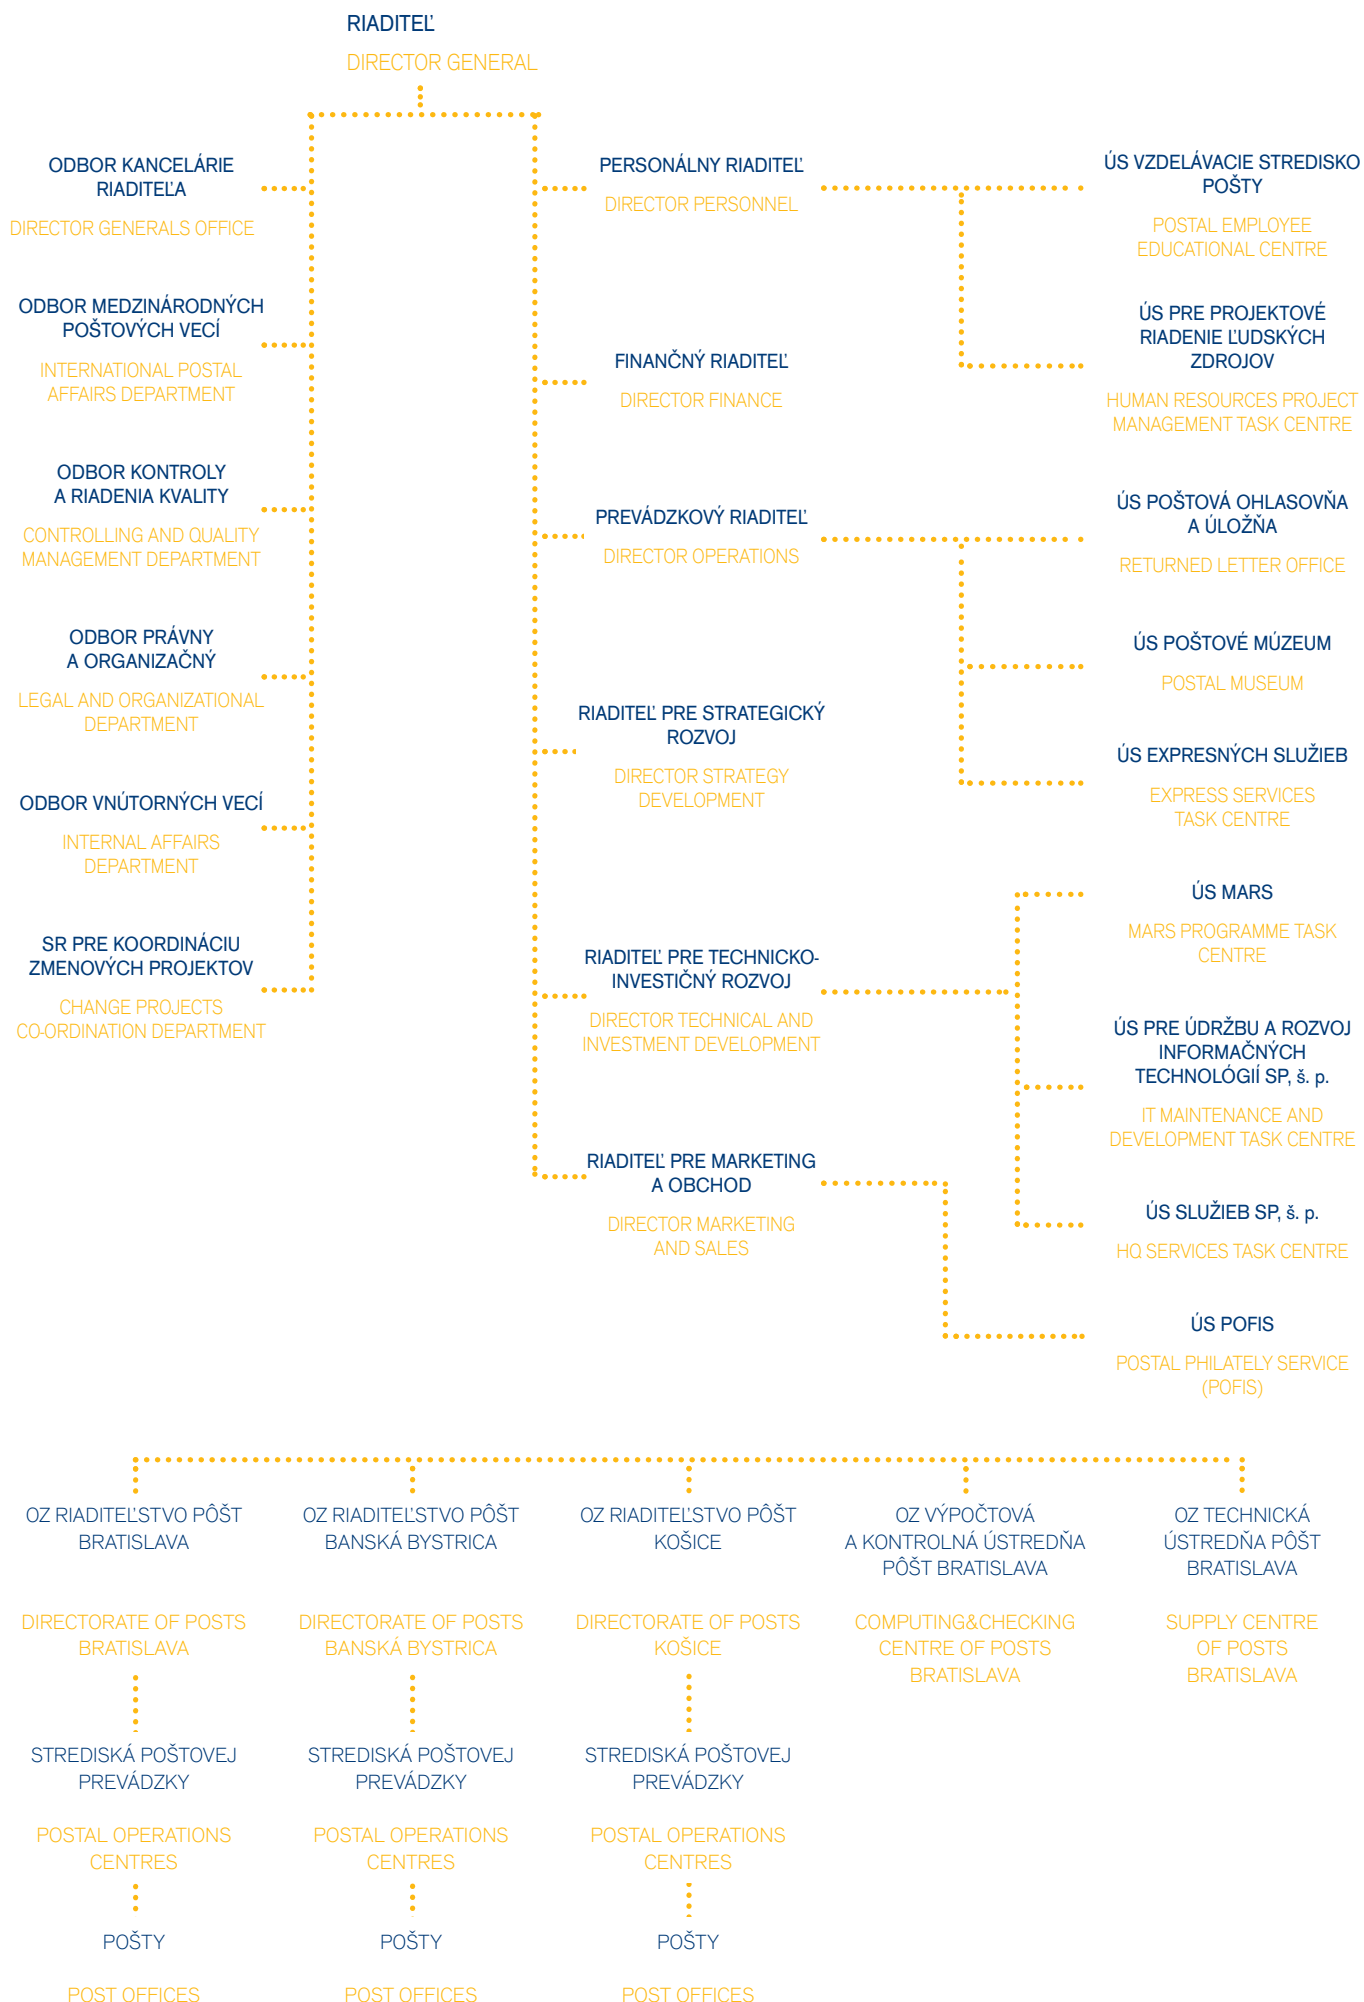 RIADITEĽ
DIRECTOR GENERAL
ODBOR KANCELÁRIE
RIADITEĽA
DIRECTOR GENERALS OFFICE
ODBOR MEDZINÁRODNÝCH
POŠTOVÝCH VECÍ
INTERNATIONAL POSTAL
AFFAIRS DEPARTMENT
ODBOR KONTROLY
A RIADENIA KVALITY
CONTROLLING AND QUALITY
MANAGEMENT DEPARTMENT
ODBOR PRÁVNY
A ORGANIZAČNÝ
LEGAL AND ORGANIZATIONAL
DEPARTMENT
ODBOR VNÚTORNÝCH VECÍ
INTERNAL AFFAIRS
DEPARTMENT
SR PRE KOORDINÁCIU
ZMENOVÝCH PROJEKTOV
CHANGE PROJECTS
CO-ORDINATION DEPARTMENT
PERSONÁLNY RIADITEĽ
DIRECTOR PERSONNEL
FINANČNÝ RIADITEĽ
DIRECTOR FINANCE
PREVÁDZKOVÝ RIADITEĽ
DIRECTOR OPERATIONS
RIADITEĽ PRE STRATEGICKÝ
ROZVOJ
DIRECTOR STRATEGY
DEVELOPMENT
RIADITEĽ PRE TECHNICKO-
INVESTIČNÝ ROZVOJ
DIRECTOR TECHNICAL AND
INVESTMENT DEVELOPMENT
RIADITEĽ PRE MARKETING
A OBCHOD
DIRECTOR MARKETING
AND SALES
ÚS VZDELÁVACIE STREDISKO
POŠTY
POSTAL EMPLOYEE
EDUCATIONAL CENTRE
ÚS PRE PROJEKTOVÉ
RIADENIE ĽUDSKÝCH
ZDROJOV
HUMAN RESOURCES PROJECT
MANAGEMENT TASK CENTRE
ÚS POŠTOVÁ OHLASOVŇA
A ÚLOŽŇA
RETURNED LETTER OFFICE
ÚS POŠTOVÉ MÚZEUM
POSTAL MUSEUM
ÚS EXPRESNÝCH SLUŽIEB
EXPRESS SERVICES
TASK CENTRE
ÚS MARS
MARS PROGRAMME TASK
CENTRE
ÚS PRE ÚDRŽBU A ROZVOJ
INFORMAČNÝCH
TECHNOLÓGIÍ SP, š. p.
IT MAINTENANCE AND
DEVELOPMENT TASK CENTRE
ÚS SLUŽIEB SP, š. p.
HQ SERVICES TASK CENTRE
ÚS POFIS
POSTAL PHILATELY SERVICE
(POFIS)
OZ RIADITEĽSTVO PÔŠT
BRATISLAVA
DIRECTORATE OF POSTS
BRATISLAVA
STREDISKÁ POŠTOVEJ
PREVÁDZKY
POSTAL OPERATIONS
CENTRES
POŠTY
POST OFFICES
OZ RIADITEĽSTVO PÔŠT
BANSKÁ BYSTRICA
DIRECTORATE OF POSTS
BANSKÁ BYSTRICA
STREDISKÁ POŠTOVEJ
PREVÁDZKY
POSTAL OPERATIONS
CENTRES
POŠTY
POST OFFICES
OZ RIADITEĽSTVO PÔŠT
KOŠICE
DIRECTORATE OF POSTS
KOŠICE
STREDISKÁ POŠTOVEJ
PREVÁDZKY
POSTAL OPERATIONS
CENTRES
POŠTY
POST OFFICES
OZ VÝPOČTOVÁ
A KONTROLNÁ ÚSTREDŇA
PÔŠT BRATISLAVA
COMPUTING&CHECKING
CENTRE OF POSTS
BRATISLAVA
OZ TECHNICKÁ
ÚSTREDŇA PÔŠT
BRATISLAVA
SUPPLY CENTRE
OF POSTS
BRATISLAVA